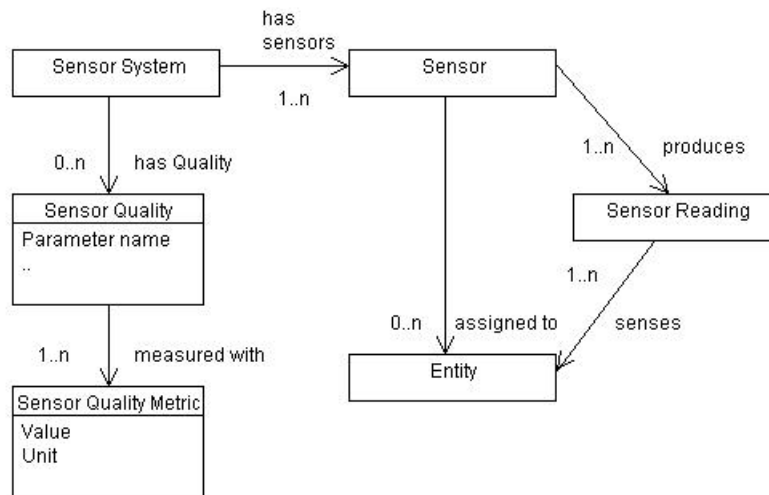 has
sensors
Sensor System
Sensor
1..n
1..n
produces
0..n
has Quality
Sensor Quality
Sensor Reading
Parameter name
..
1..n
0..n
assigned to
senses
1..n
measured with
Entity
Sensor Quality Metric
Value
Unit